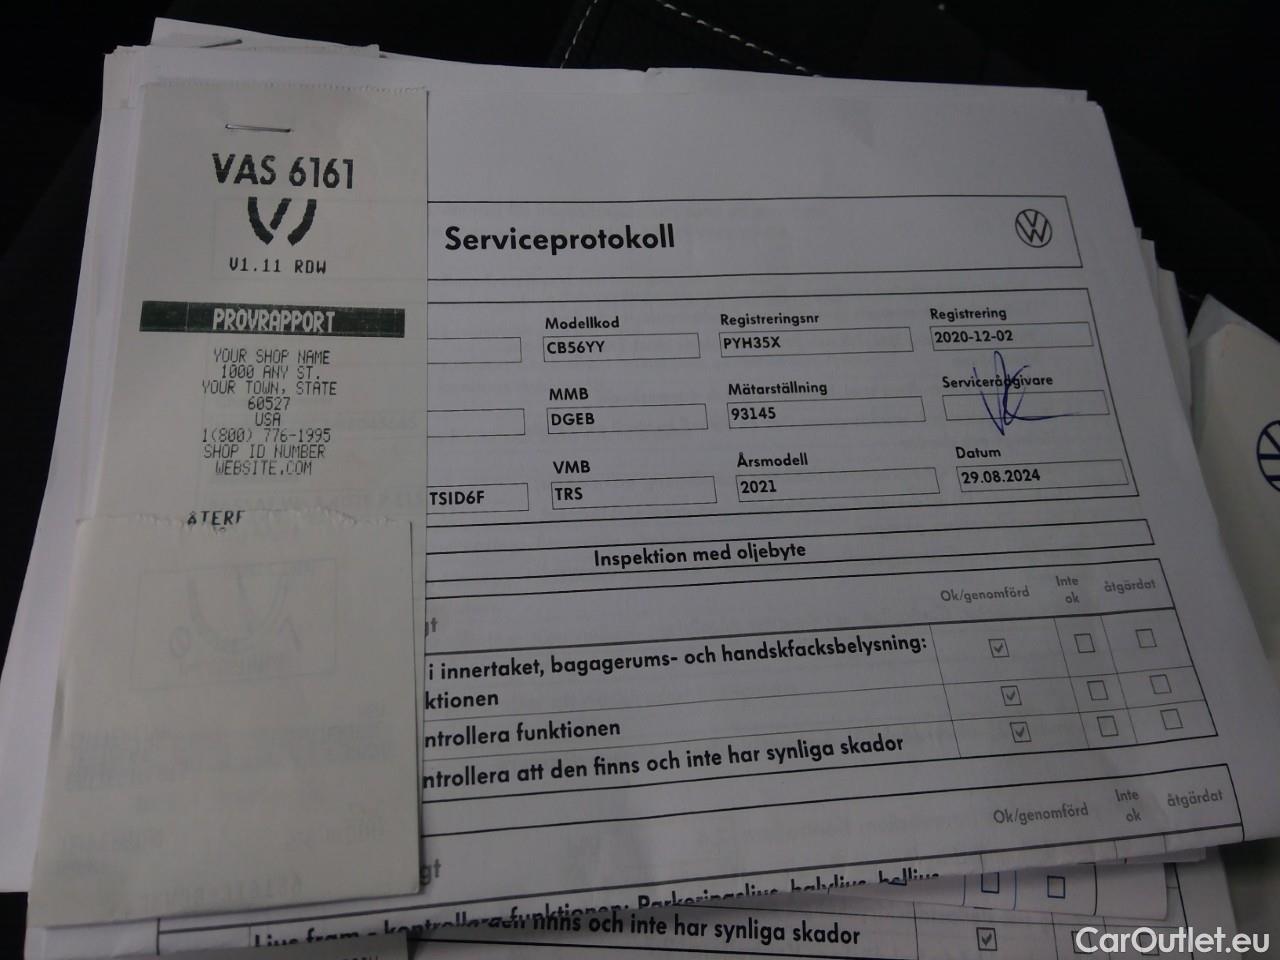 VAS 6161
V1.11 RDW
PROVRAPPORT
YOUR SHOP NAME
1000 ANY ST.
YOUR TOWN, STATE
60527
USA
1(800) 776-1995
SHOP ID NUMBER
WEBSITE.COM
Serviceprotokoll
Modellkod
Registreringsnr
Registrering
CB56YY
PYH35X
2020-12-02
MMB
Mätarställning
Servicerådgivare
DGEB
93145
VMB
Årsmodell
Datum
TSID6F
TRS
2021
29.08.2024
Inspektion med oljebyte
Ok/genomförd
Inte
ok
åtgärdat
gt
i innertaket, bagagerums- och handskfacksbelysning:
ktionen
ntrollera funktionen
ntrollera att den finns och inte har synliga skador
Ok/genomförd
Inte
ok
åtgärdat
gt
finns och inte har synliga skador
CarOutlet.eu